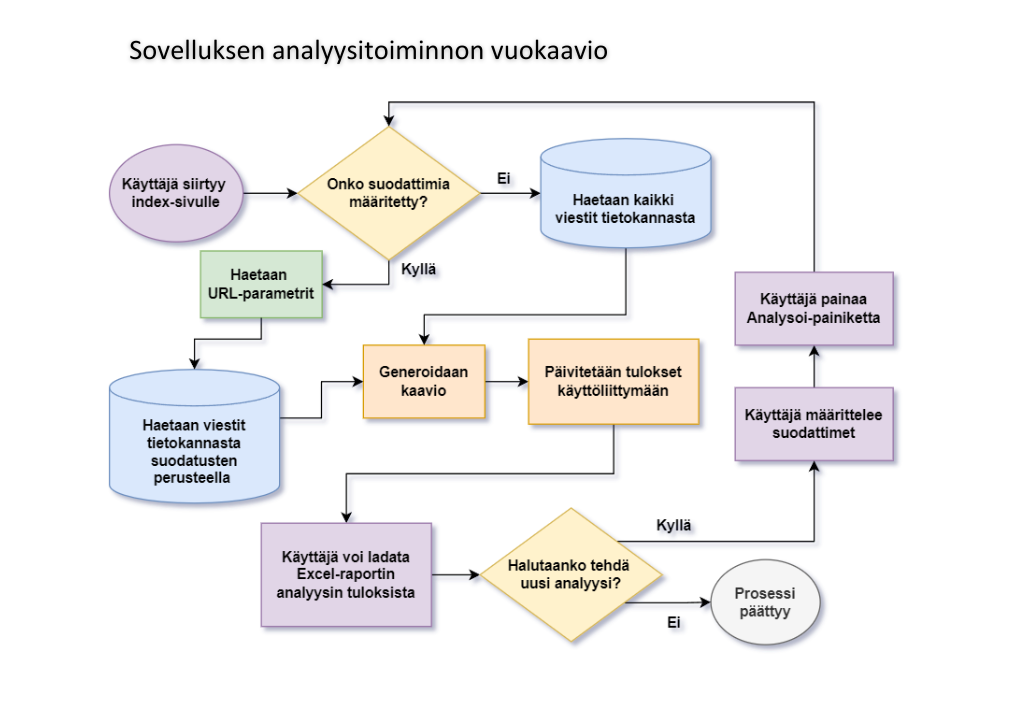 Sovelluksen analyysitoiminnon vuokaavio
Käyttäjä siirtyy
index-sivulle
Onko suodattimia
määritetty?
Ei
Haetaan kaikki
viestit tietokannasta
Kyllä
Haetaan
URL-parametrit
Käyttäjä painaa
Analysoi-painiketta
Generoidaan
kaavio
Päivitetään tulokset
käyttöliittymään
Käyttäjä määrittelee
suodattimet
Haetaan viestit
tietokannasta
suodatusten
perusteella
Käyttäjä voi ladata
Excel-raportin
analyysin tuloksista
Halutaanko tehdä
uusi analyysi?
Kyllä
Ei
Prosessi
päättyy